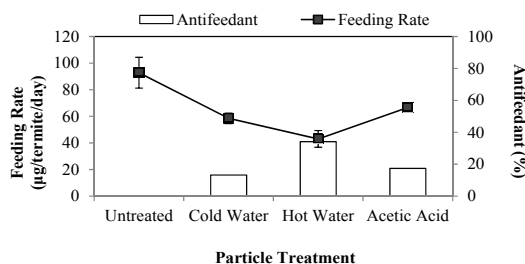 Antifeedant
Feeding Rate
Feeding Rate
(µg/termite/day)
120
100
80
60
40
20
0
100
80
60
40
20
0
Antifeedant
(%)
Untreated Cold Water Hot Water Acetic Acid
Particle Treatment